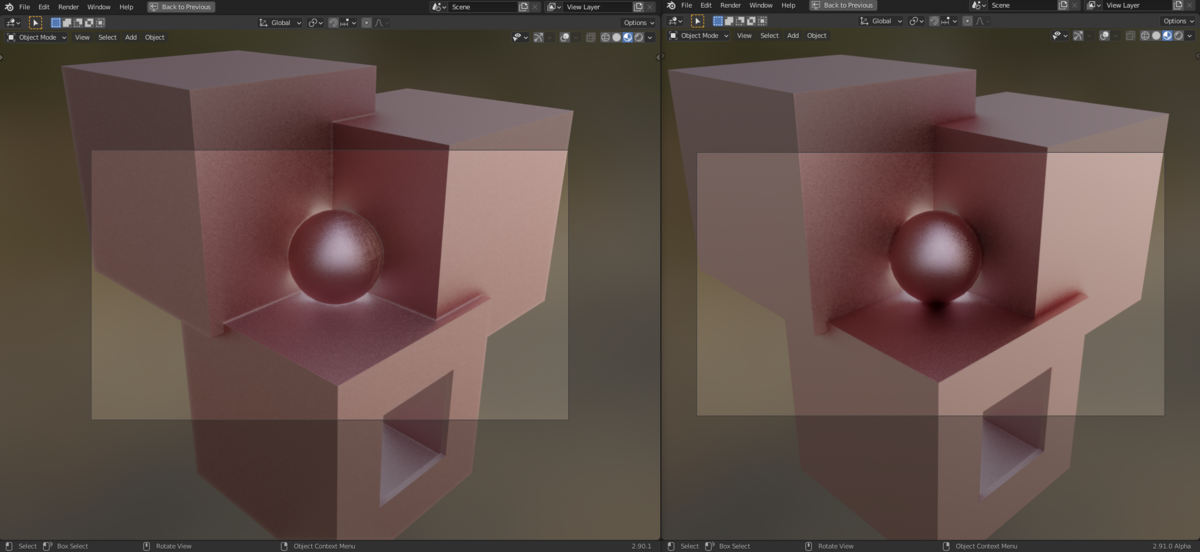 File Edit Render Window Help Back to Previous Scene View Layer
Global Options
Object Mode View Select Add Object
Select Box Select Rotate View Object Context Menu 2.90.1
File Edit Render Window Help Back to Previous Scene View Layer
Global Options
Object Mode View Select Add Object
Select Box Select Rotate View Object Context Menu 2.91.0 Alpha